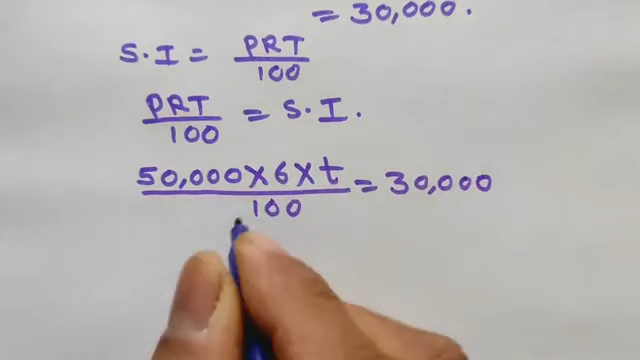 = 30,000.
S.I = PRT/100
PRT/100 = S.I.
50,000 X 6 X t/100 = 30,000